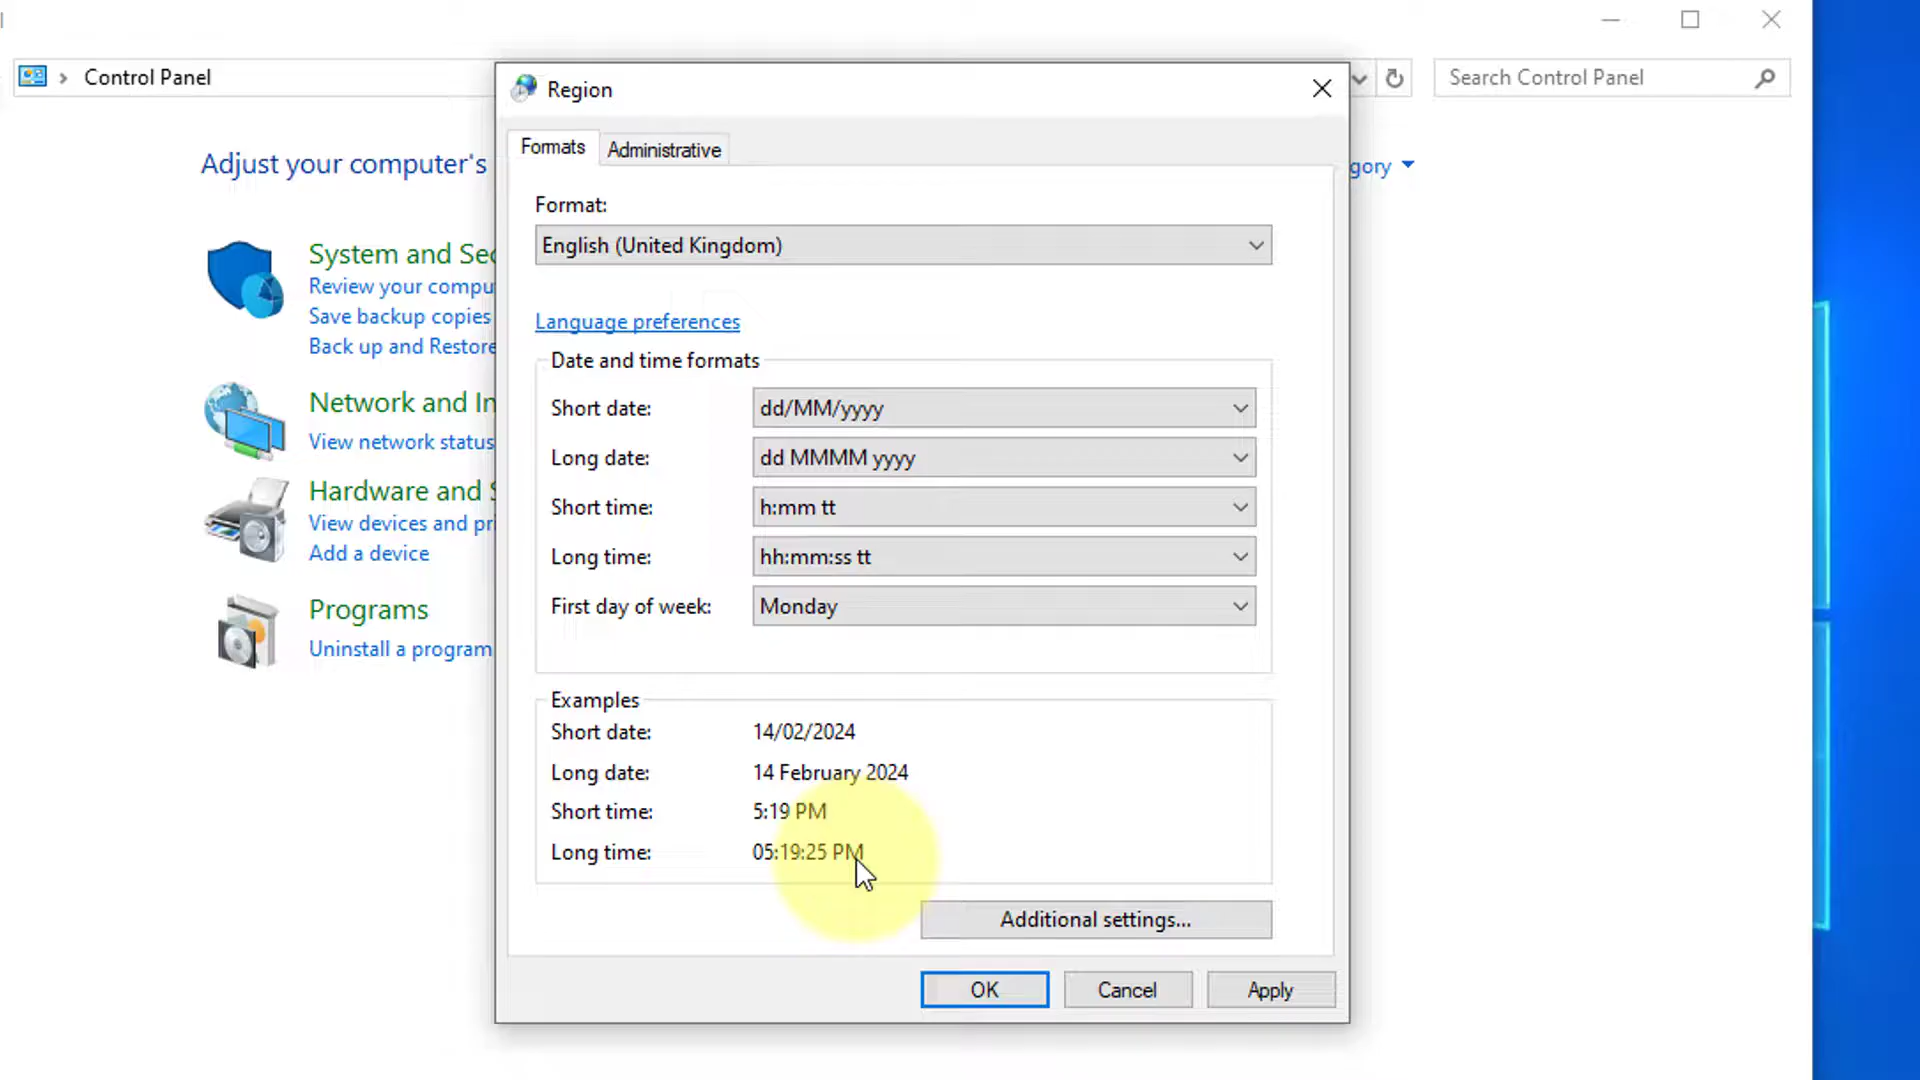 Control Panel
Search Control Panel
Region
Formats
Administrative
Adjust your computer's
gory
Format:
English (United Kingdom)
System and Sec
Review your compu
Save backup copies
Back up and Restore
Language preferences
Date and time formats
Network and In
View network status
Short date: dd/MM/yyyy
Long date: dd MMMM yyyy
Hardware and S
View devices and pri
Add a device
Short time: h:mm tt
Long time: hh:mm:ss tt
First day of week: Monday
Programs
Uninstall a program
Examples
Short date: 14/02/2024
Long date: 14 February 2024
Short time: 5:19 PM
Long time: 05:19:25 PM
Additional settings...
OK
Cancel
Apply